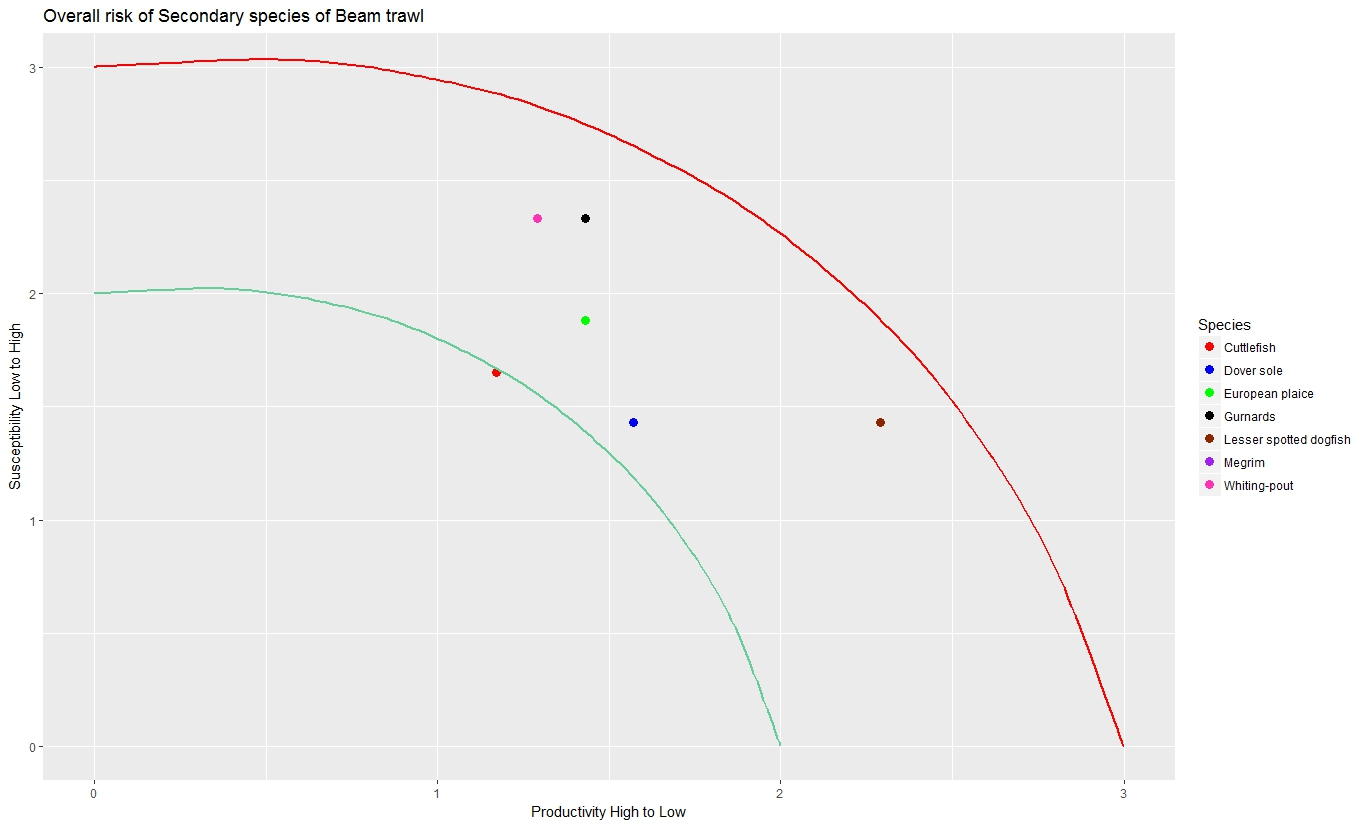 Overall risk of Secondary species of Beam trawl
Susceptibility Low to High
3
2
1
0
0 1 2 3
Productivity High to Low
Species
Cuttlefish
Dover sole
European plaice
Gurnards
Lesser spotted dogfish
Megrim
Whiting-pout